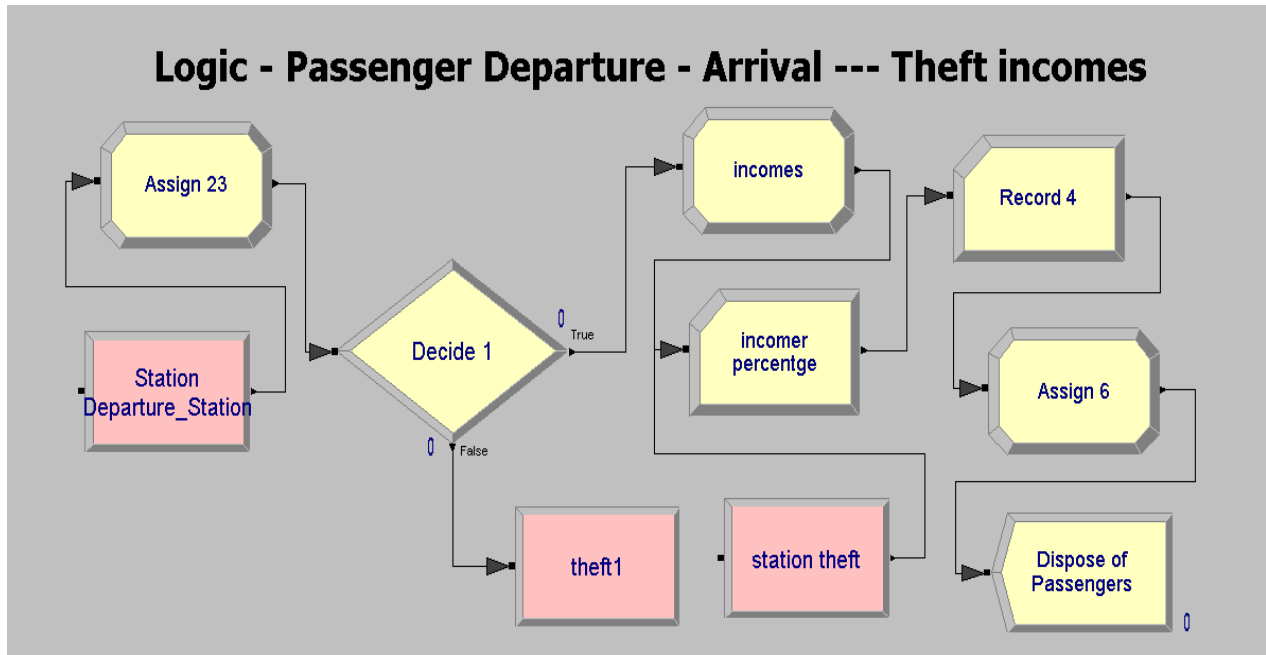 Logic - Passenger Departure - Arrival --- Theft incomes
Assign 23
Station
Departure_Station
Decide 1
0
True
0
False
theft1
incomes
incomer
percentge
station theft
Record 4
Assign 6
Dispose of
Passengers
0